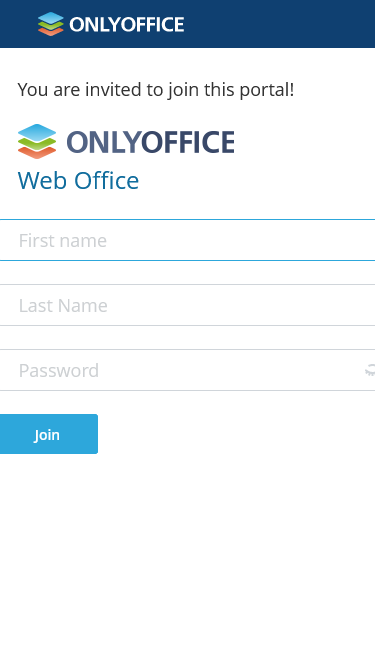 ONLYOFFICE
You are invited to join this portal!
ONLYOFFICE
Web Office
First name
Last Name
Password
Join